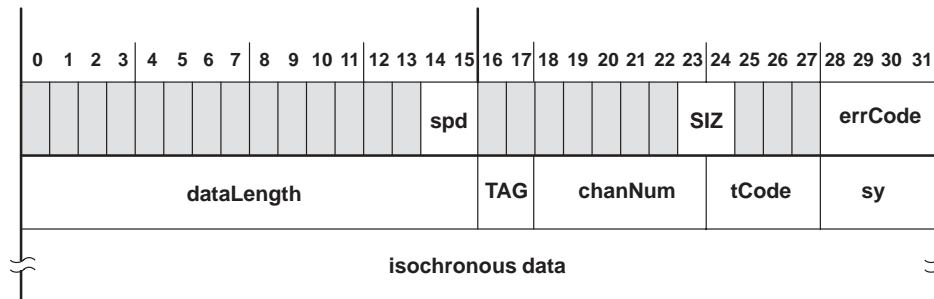 0 1 2 3 4 5 6 7 8 9 10 11 12 13 14 15 16 17 18 19 20 21 22 23 24 25 26 27 28 29 30 31
spd SIZ errCode
dataLength TAG chanNum tCode sy
isochronous data